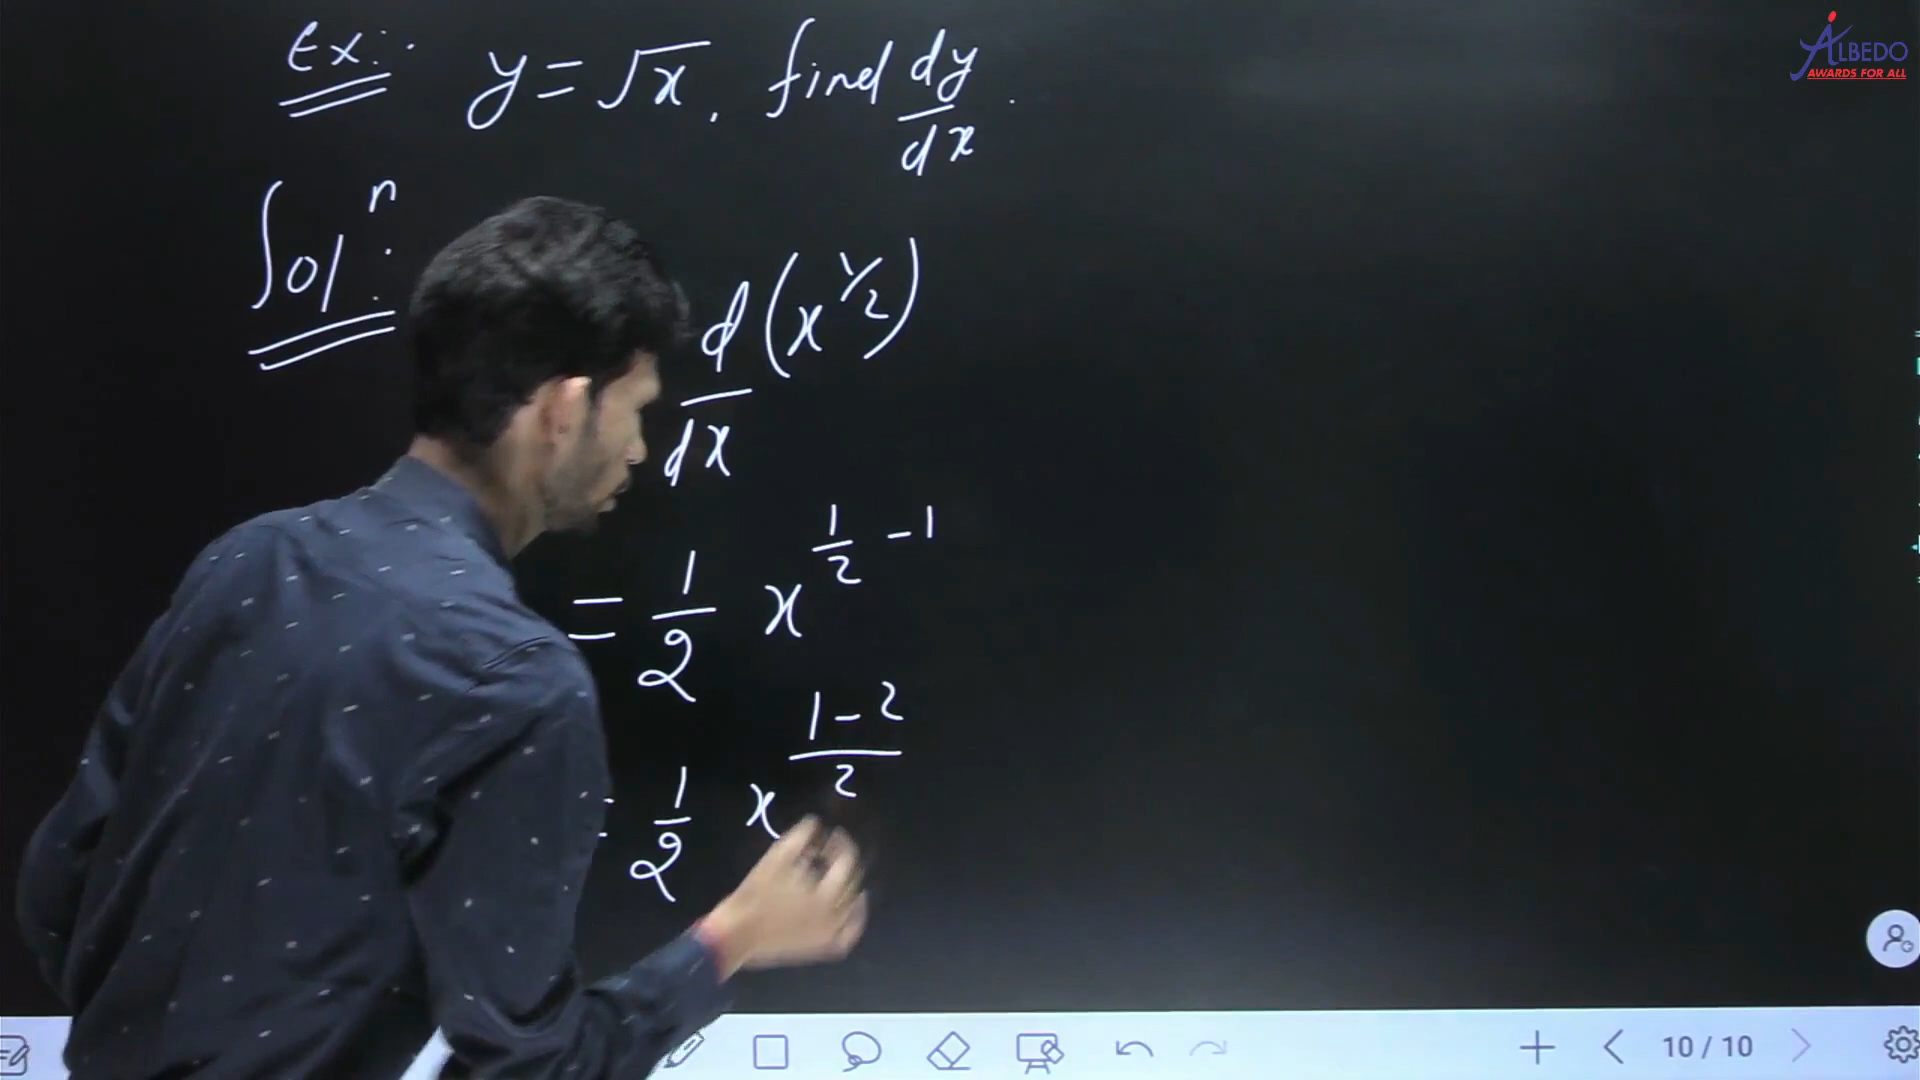 Ex:. y = √x, find dy/dx.
Solⁿ:
d/dx (x^1/2)
= 1/2 x^(1/2 - 1)
= 1/2 x^((1-2)/2)
ALBEDO
AWARDS FOR ALL
10 / 10